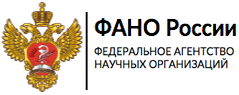 ФАНО России
ФЕДЕРАЛЬНОЕ АГЕНТСТВО
НАУЧНЫХ ОРГАНИЗАЦИЙ